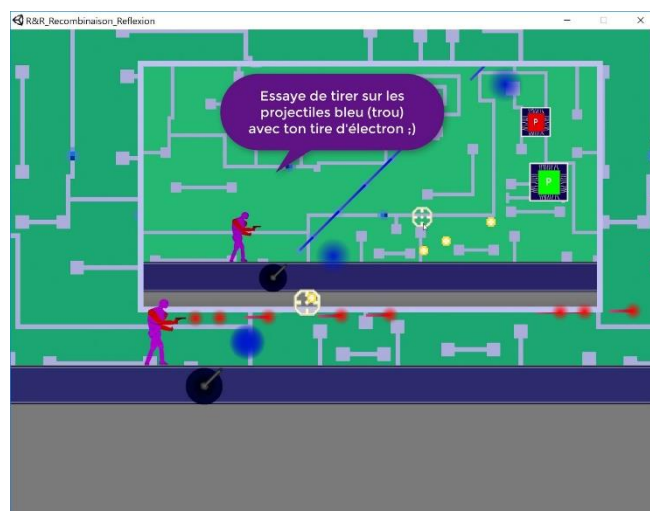 R&R_Recombinaison_Reflexion
Essaye de tirer sur les
projectiles bleu (trou)
avec ton tire d'électron ;)
P
P